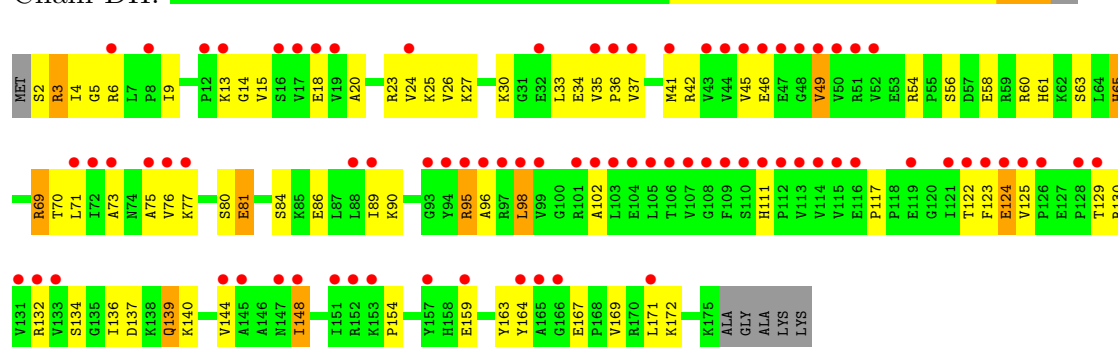 Chain BH:
MET S2 R3 I4 G5 R6 L7 P8 I9 P12 K13 G14 V15 S16 V17 E18 V19 A20 R23 V24 K25 V26 K27 K30 G31 E32 L33 E34 V35 P36 V37 M41 R42 V43 V44 V45 E46 E47 G48 V49 V50 R51 V52 E53 R54 P55 S56 D57 E58 R59 R60 H61 K62 S63 L64 H65
R69 T70 L71 I72 A73 N74 A75 V76 K77 S80 E81 S84 K85 E86 L87 L88 I89 K90 G93 Y94 R95 A96 R97 L98 V99 G100 R101 A102 L103 E104 L105 T106 V107 G108 F109 S110 H111 P112 V113 V114 V115 E116 P117 P118 E119 G120 I121 T122 F123 E124 V125 P126 E127 P128 T129 R130
V131 R132 V133 S134 G135 I136 D137 K138 Q139 K140 V144 A145 A146 N147 I148 I151 R152 K153 P154 Y157 H158 E159 Y163 Y164 A165 G166 E167 P168 V169 R170 L171 K172 K175 ALA GLY ALA LYS LYS